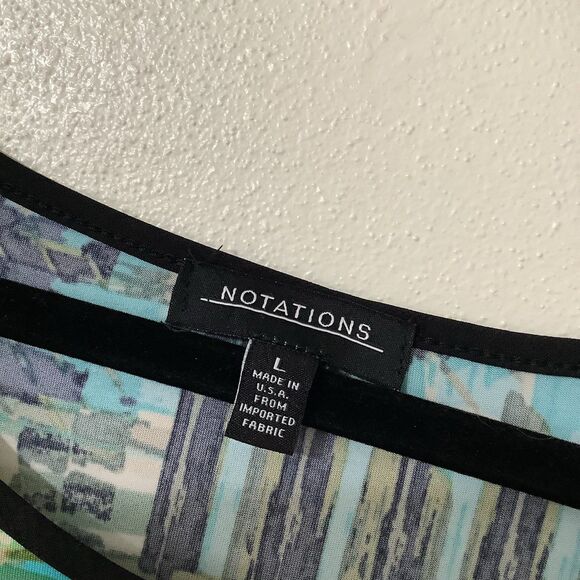 NOTATIONS
L
MADE IN
U.S.A.
FROM
IMPORTED
FABRIC